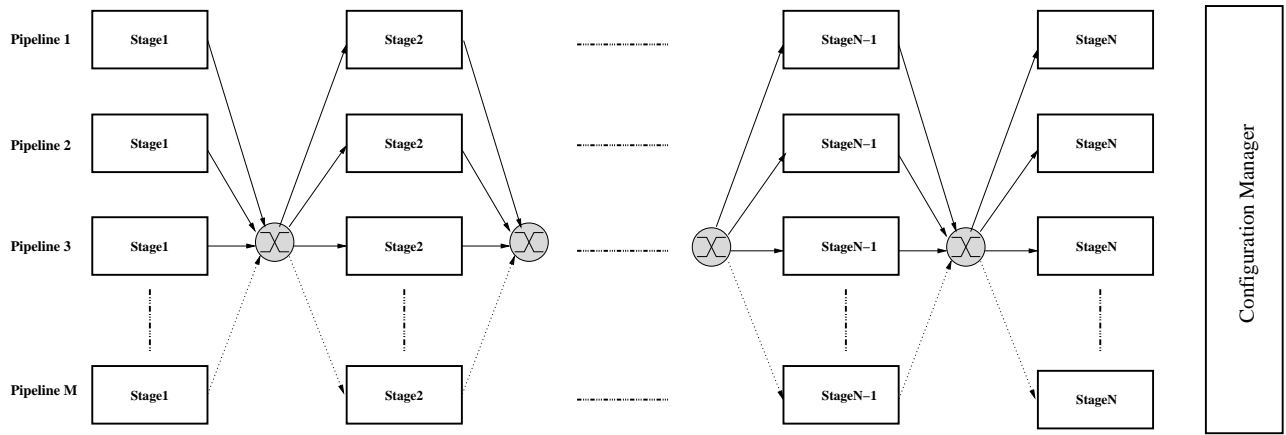 Pipeline 1 Stage1 Stage2 StageN−1 StageN
Pipeline 2 Stage1 Stage2 StageN−1 StageN
Pipeline 3 Stage1 Stage2 StageN−1 StageN
Pipeline M Stage1 Stage2 StageN−1 StageN
Configuration Manager